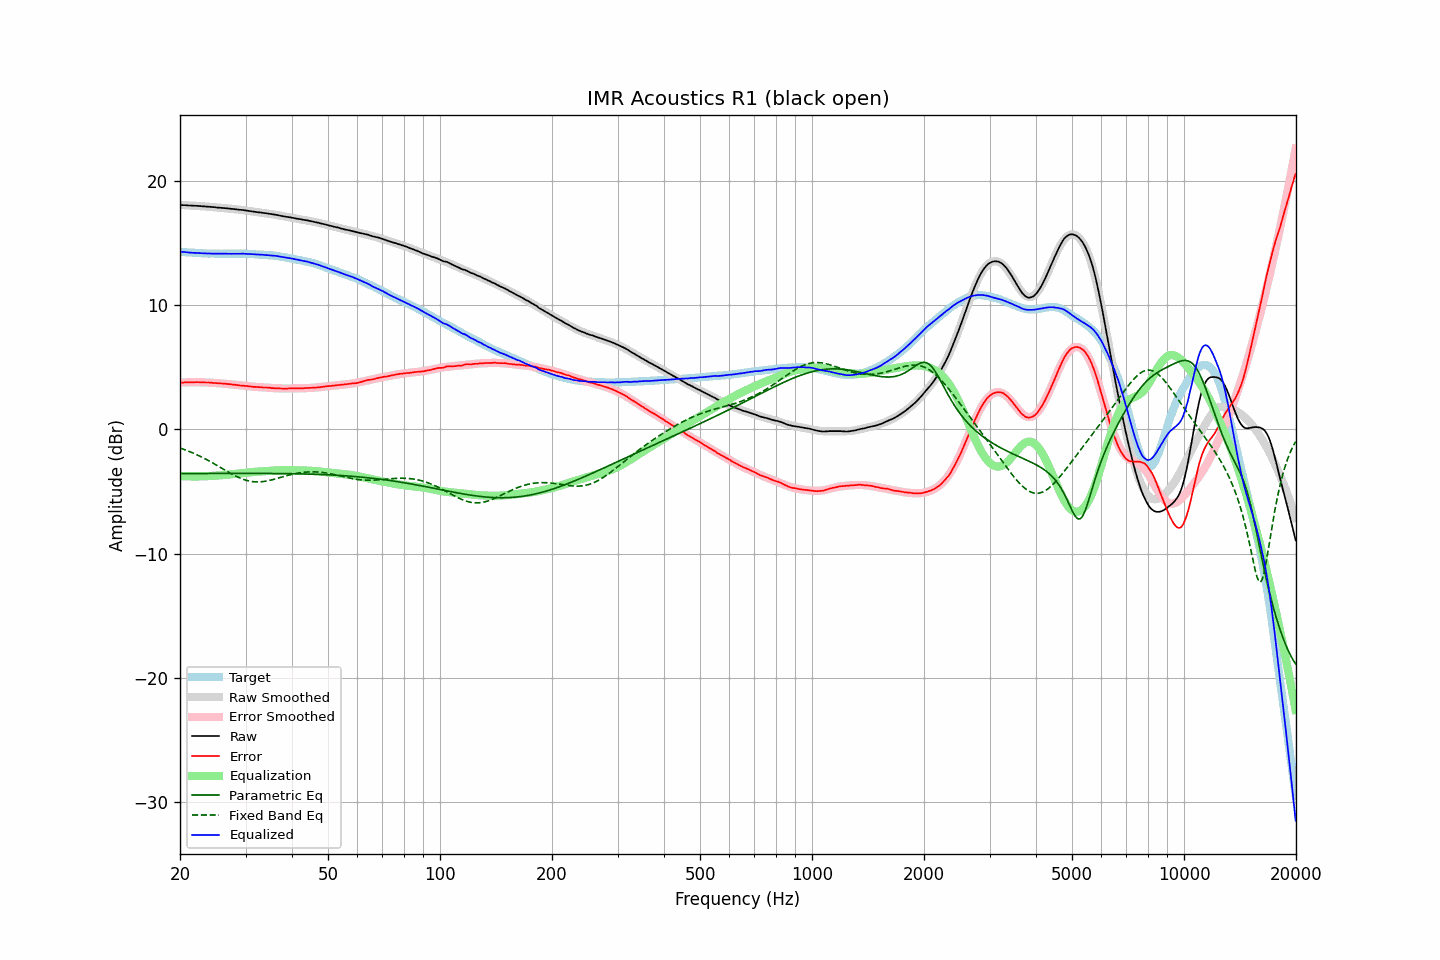 IMR Acoustics R1 (black open)
Amplitude (dBr)
20
10
0
−10
−20
−30
Target
Raw Smoothed
Error Smoothed
Raw
Error
Equalization
Parametric Eq
Fixed Band Eq
Equalized
20 50 100 200 500 1000 2000 5000 10000 20000
Frequency (Hz)